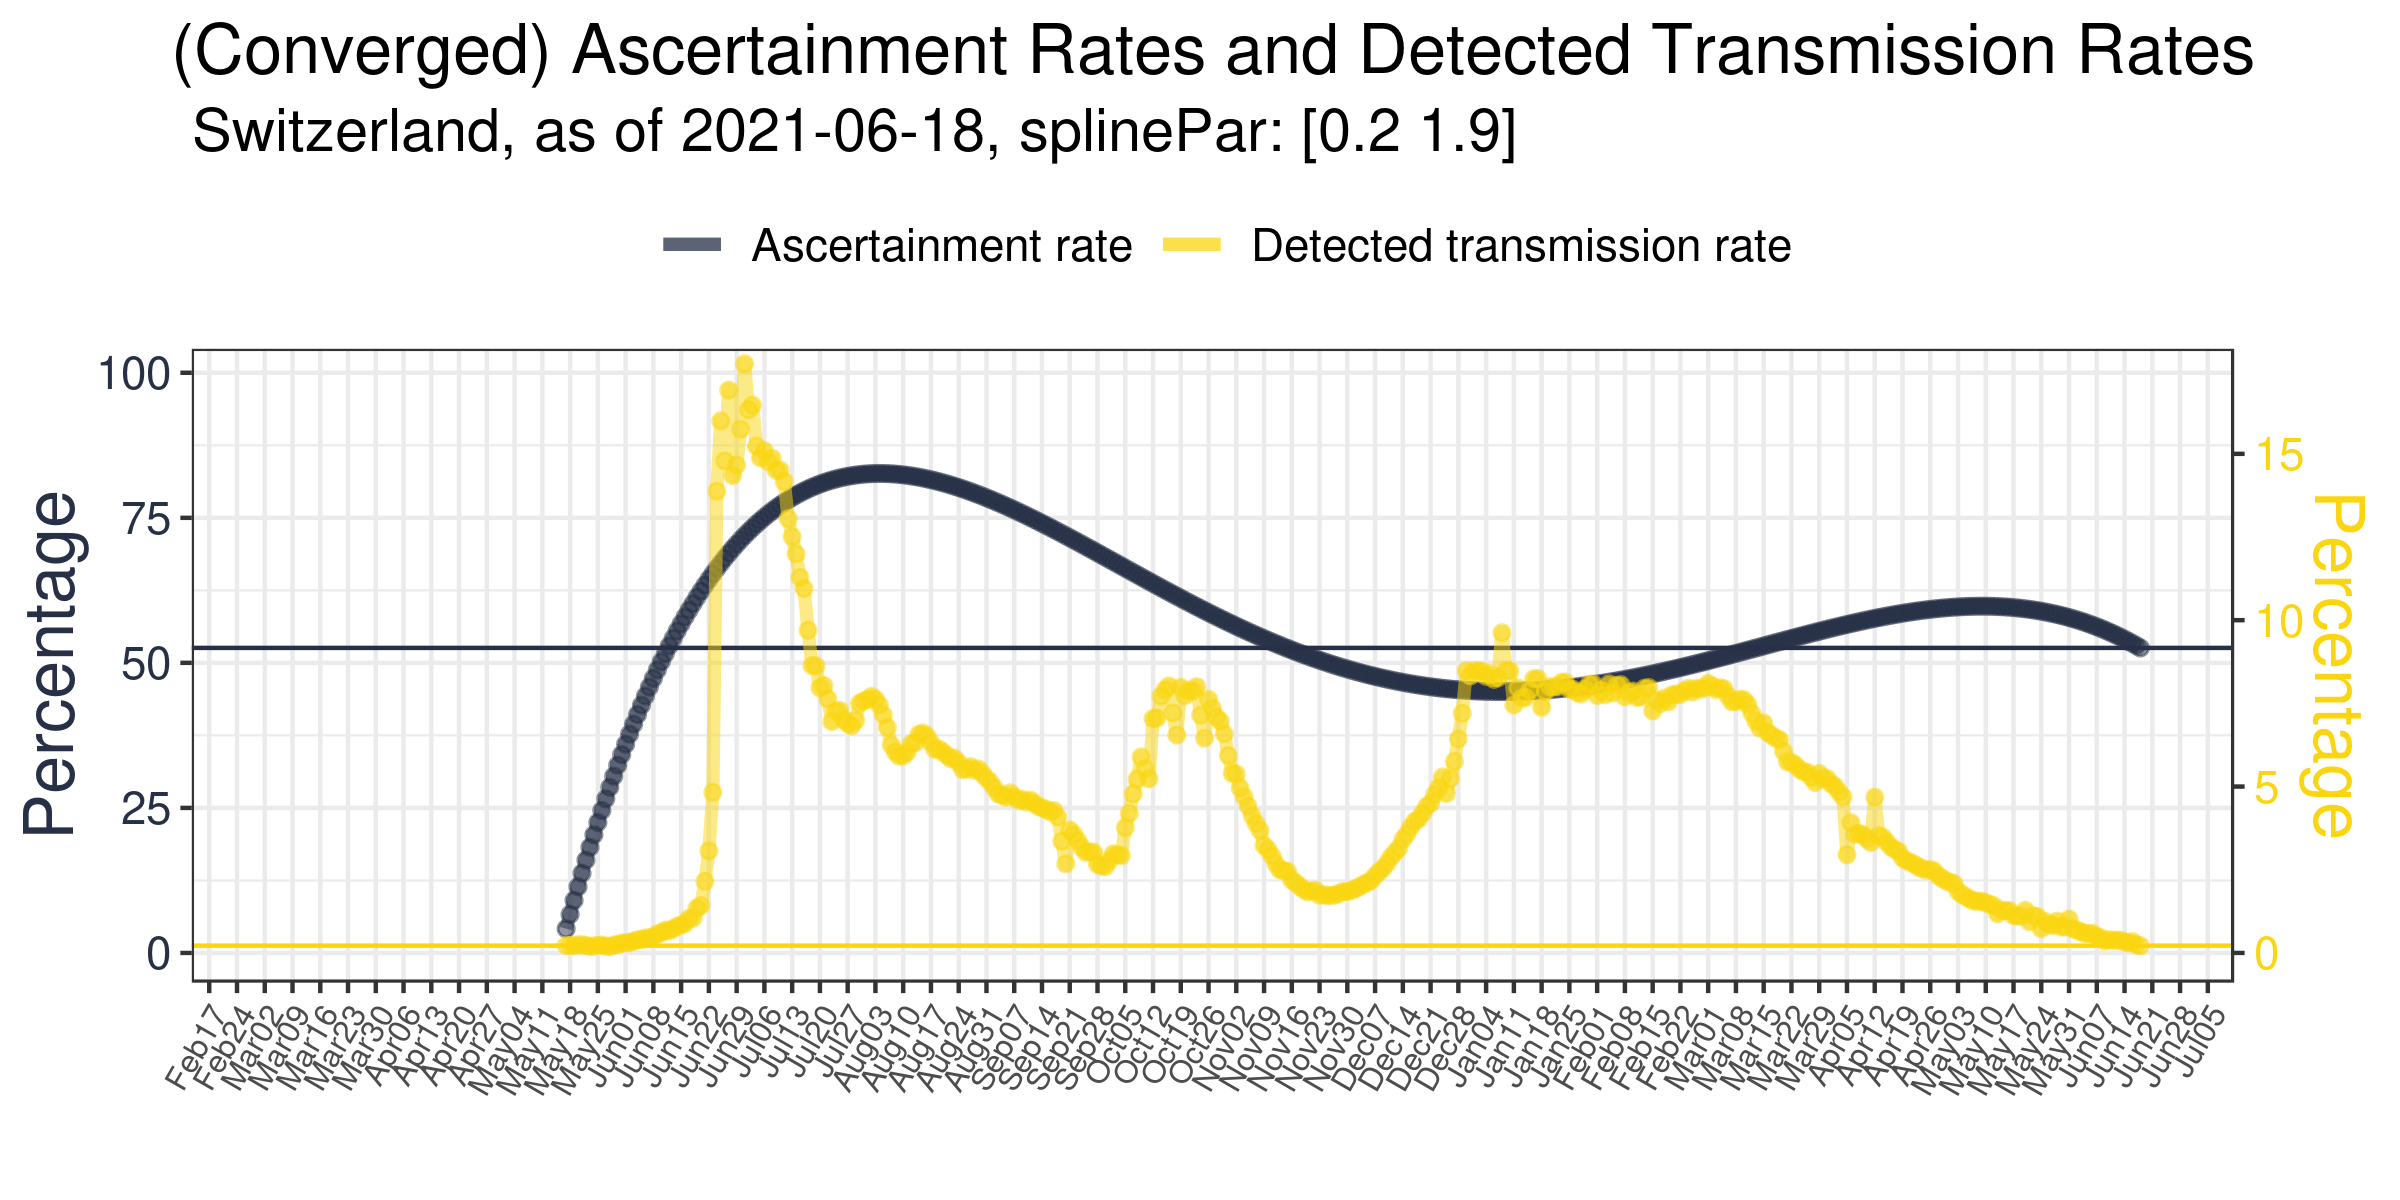 (Converged) Ascertainment Rates and Detected Transmission Rates
Switzerland, as of 2021-06-18, splinePar: [0.2 1.9]
Ascertainment rate
Detected transmission rate
Percentage
100
75
50
25
0
15
10
5
0
Percentage
Feb17
Feb24
Mar02
Mar09
Mar16
Mar23
Mar30
Apr06
Apr13
Apr20
Apr27
May04
May11
May18
May25
Jun01
Jun08
Jun15
Jun22
Jun29
Jul06
Jul13
Jul20
Jul27
Aug03
Aug10
Aug17
Aug24
Aug31
Sep07
Sep14
Sep21
Sep28
Oct05
Oct12
Oct19
Oct26
Nov02
Nov09
Nov16
Nov23
Nov30
Dec07
Dec14
Dec21
Dec28
Jan04
Jan11
Jan18
Jan25
Feb01
Feb08
Feb15
Feb22
Mar01
Mar08
Mar15
Mar22
Mar29
Apr05
Apr12
Apr19
Apr26
May03
May10
May17
May24
May31
Jun07
Jun14
Jun21
Jun28
Jul05